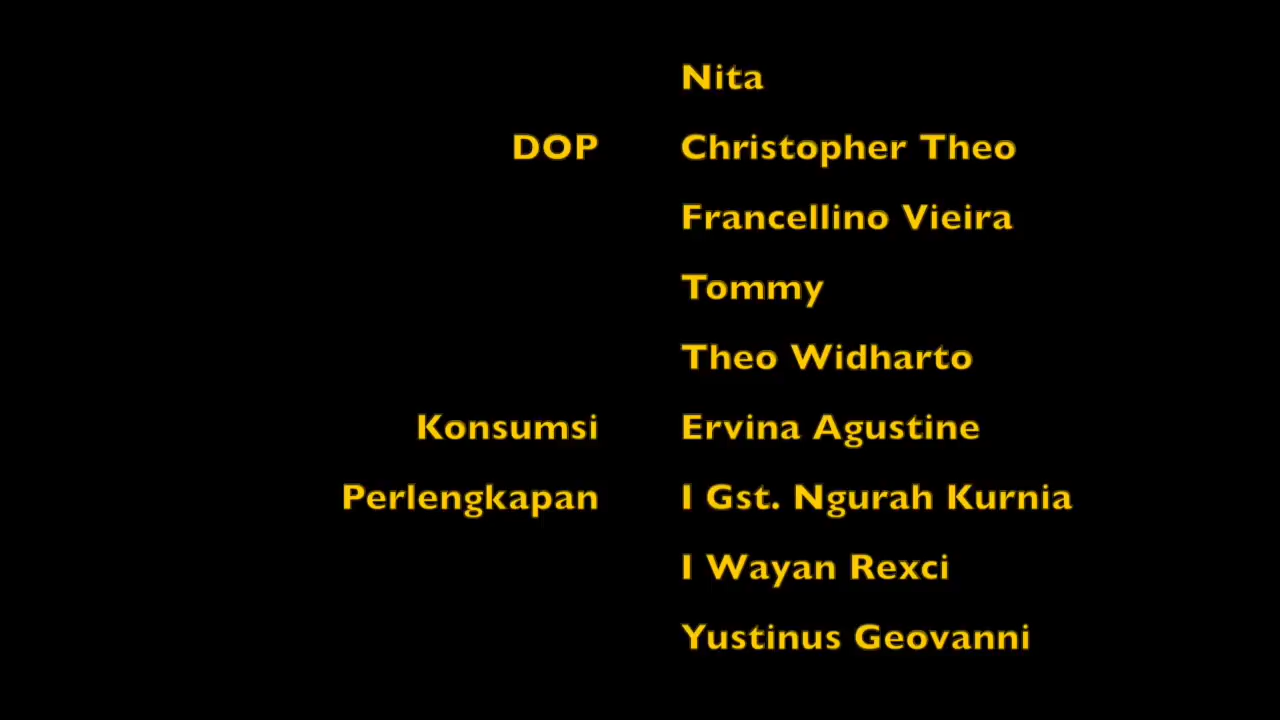 Nita
DOP Christopher Theo
Francellino Vieira
Tommy
Theo Widharto
Konsumsi Ervina Agustine
Perlengkapan I Gst. Ngurah Kurnia
I Wayan Rexci
Yustinus Geovanni